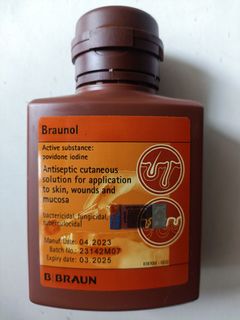 Braunol
Active substance:
povidone iodine
Antiseptic cutaneous
solution for application
to skin, wounds and
mucosa
bactericidal, fungicidal,
tuberculocidal
Manuf. Date: 04.2023
Batch No.: 23142M07
Expiry date: 03.2025
B|BRAUN